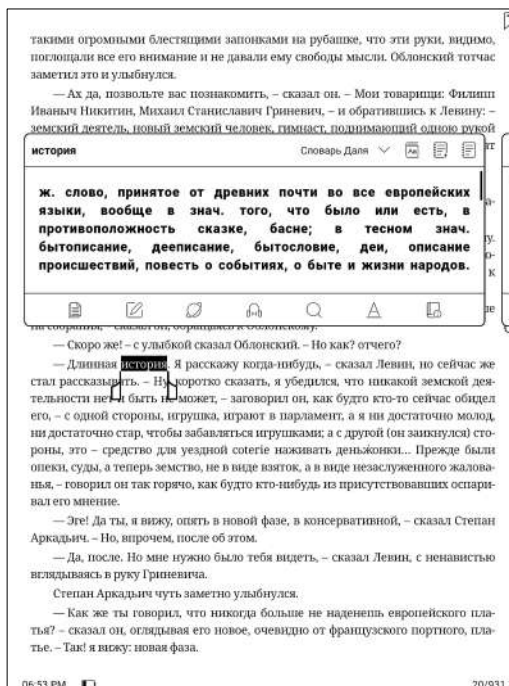 такими огромными блестящими запонками на рубашке, что эти руки, видимо,
поглощали все его внимание и не давали ему свободы мысли. Облонский тотчас
заметил это и улыбнулся.
— Ах да, позвольте вас познакомить, – сказал он. – Мои товарищи: Филипп
Иваныч Никитин, Михаил Станиславич Гриневич, – и обратившись к Левину: –
земский деятель, новый земский человек, гимнаст, поднимающий одною рукой
история
Словарь Даля
ж. слово, принятое от древних почти во все европейских
языки, вообще в знач. того, что было или есть, в
противоположность сказке, басне; в тесном знач.
бытописание, дееписание, бытословие, деи, описание
происшествий, повесть о событиях, о быте и жизни народов.
на собрания, – сказал он, обращаясь к Облонскому.
— Скоро же! – с улыбкой сказал Облонский. – Но как? отчего?
— Длинная история. Я расскажу когда-нибудь, – сказал Левин, но сейчас же
стал рассказывать. – Ну, коротко сказать, я убедился, что никакой земской дея-
тельности нет и быть не может, – заговорил он, как будто кто-то сейчас обидел
его, – с одной стороны, игрушка, играют в парламент, а я ни достаточно молод,
ни достаточно стар, чтобы забавляться игрушками; а с другой (он заикнулся) сто-
роны, это – средство для уездной coterie наживать деньжонки... Прежде были
опеки, суды, а теперь земство, не в виде взяток, а в виде незаслуженного жалова-
нья, – говорил он так горячо, как будто кто-нибудь из присутствовавших оспари-
вал его мнение.
— Эге! Да ты, я вижу, опять в новой фазе, в консервативной, – сказал Степан
Аркадьич. – Но, впрочем, после об этом.
— Да, после. Но мне нужно было тебя видеть, – сказал Левин, с ненавистью
вглядываясь в руку Гриневича.
Степан Аркадьич чуть заметно улыбнулся.
— Как же ты говорил, что никогда больше не наденешь европейского пла-
тья? – сказал он, оглядывая его новое, очевидно от французского портного, пла-
тье. – Так! я вижу: новая фаза.
06:53 PM
20/931